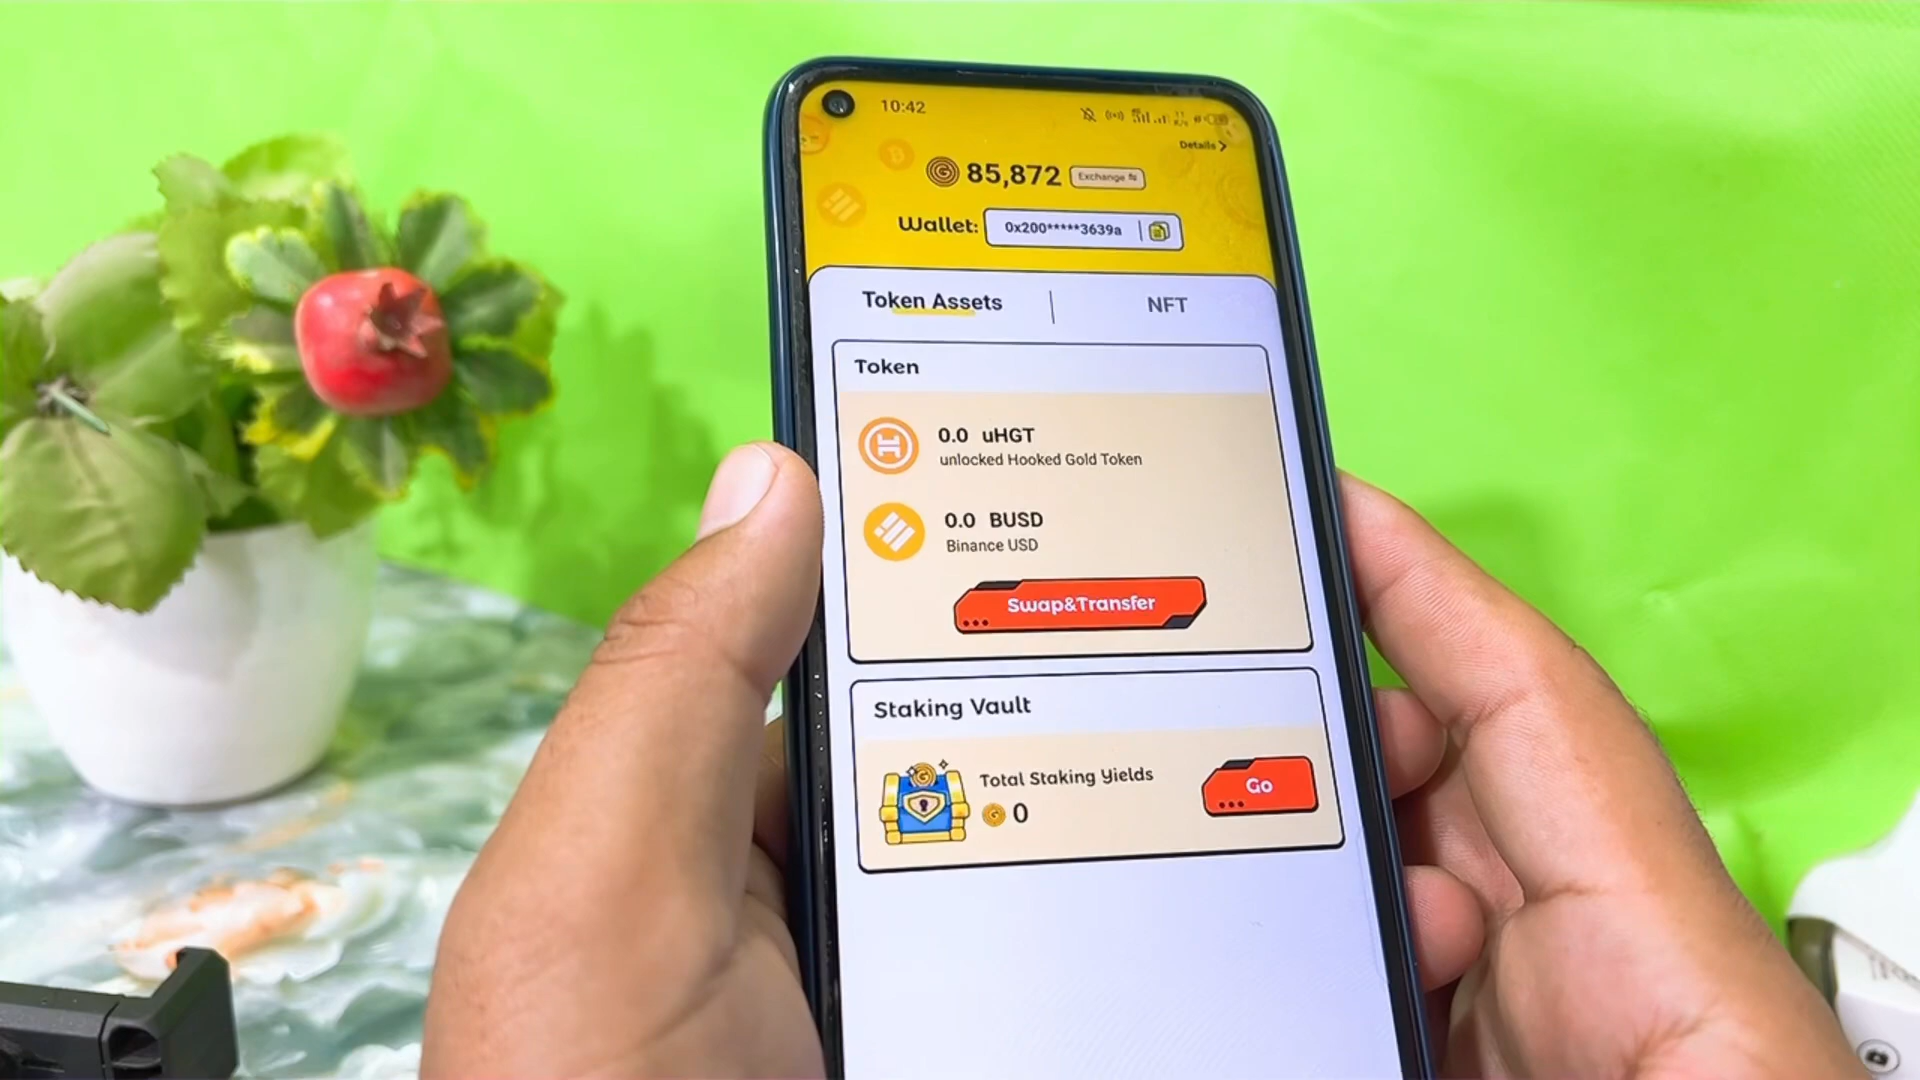 10:42
Details >
85,872 Exchange
Wallet: 0x200*****3639a
Token Assets | NFT
Token
0.0 uHGT
unlocked Hooked Gold Token
0.0 BUSD
Binance USD
Swap&Transfer
Staking Vault
Total Staking Yields
0
Go